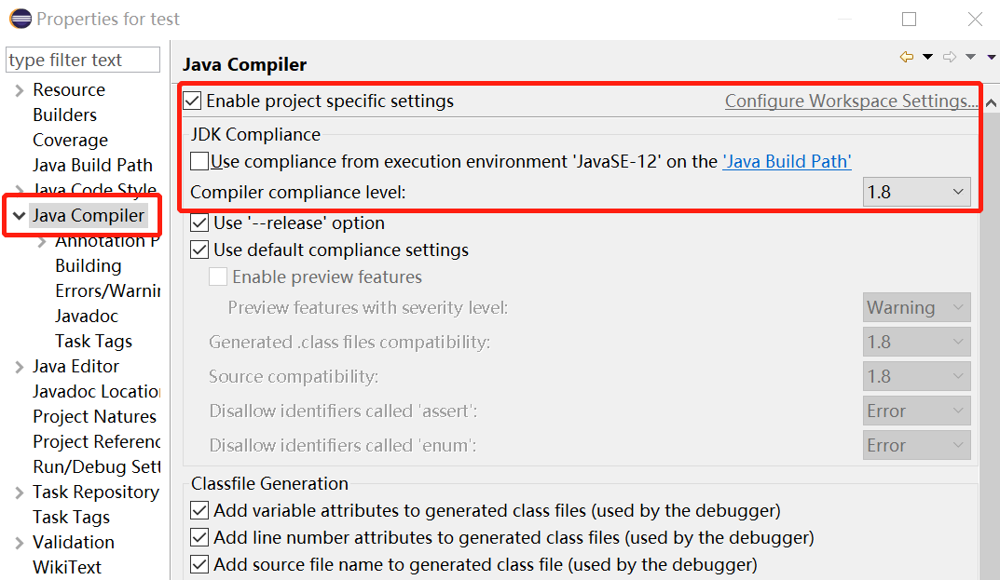 Properties for test
type filter text
Resource
Builders
Coverage
Java Build Path
Java Code Style
Java Compiler
Annotation P
Building
Errors/Warnin
Javadoc
Task Tags
Java Editor
Javadoc Location
Project Natures
Project Referenc
Run/Debug Sett
Task Repository
Task Tags
Validation
WikiText
Java Compiler
Enable project specific settings Configure Workspace Settings...
JDK Compliance
Use compliance from execution environment 'JavaSE-12' on the 'Java Build Path'
Compiler compliance level: 1.8
Use '--release' option
Use default compliance settings
Enable preview features
Preview features with severity level: Warning
Generated .class files compatibility: 1.8
Source compatibility: 1.8
Disallow identifiers called 'assert': Error
Disallow identifiers called 'enum': Error
Classfile Generation
Add variable attributes to generated class files (used by the debugger)
Add line number attributes to generated class files (used by the debugger)
Add source file name to generated class file (used by the debugger)